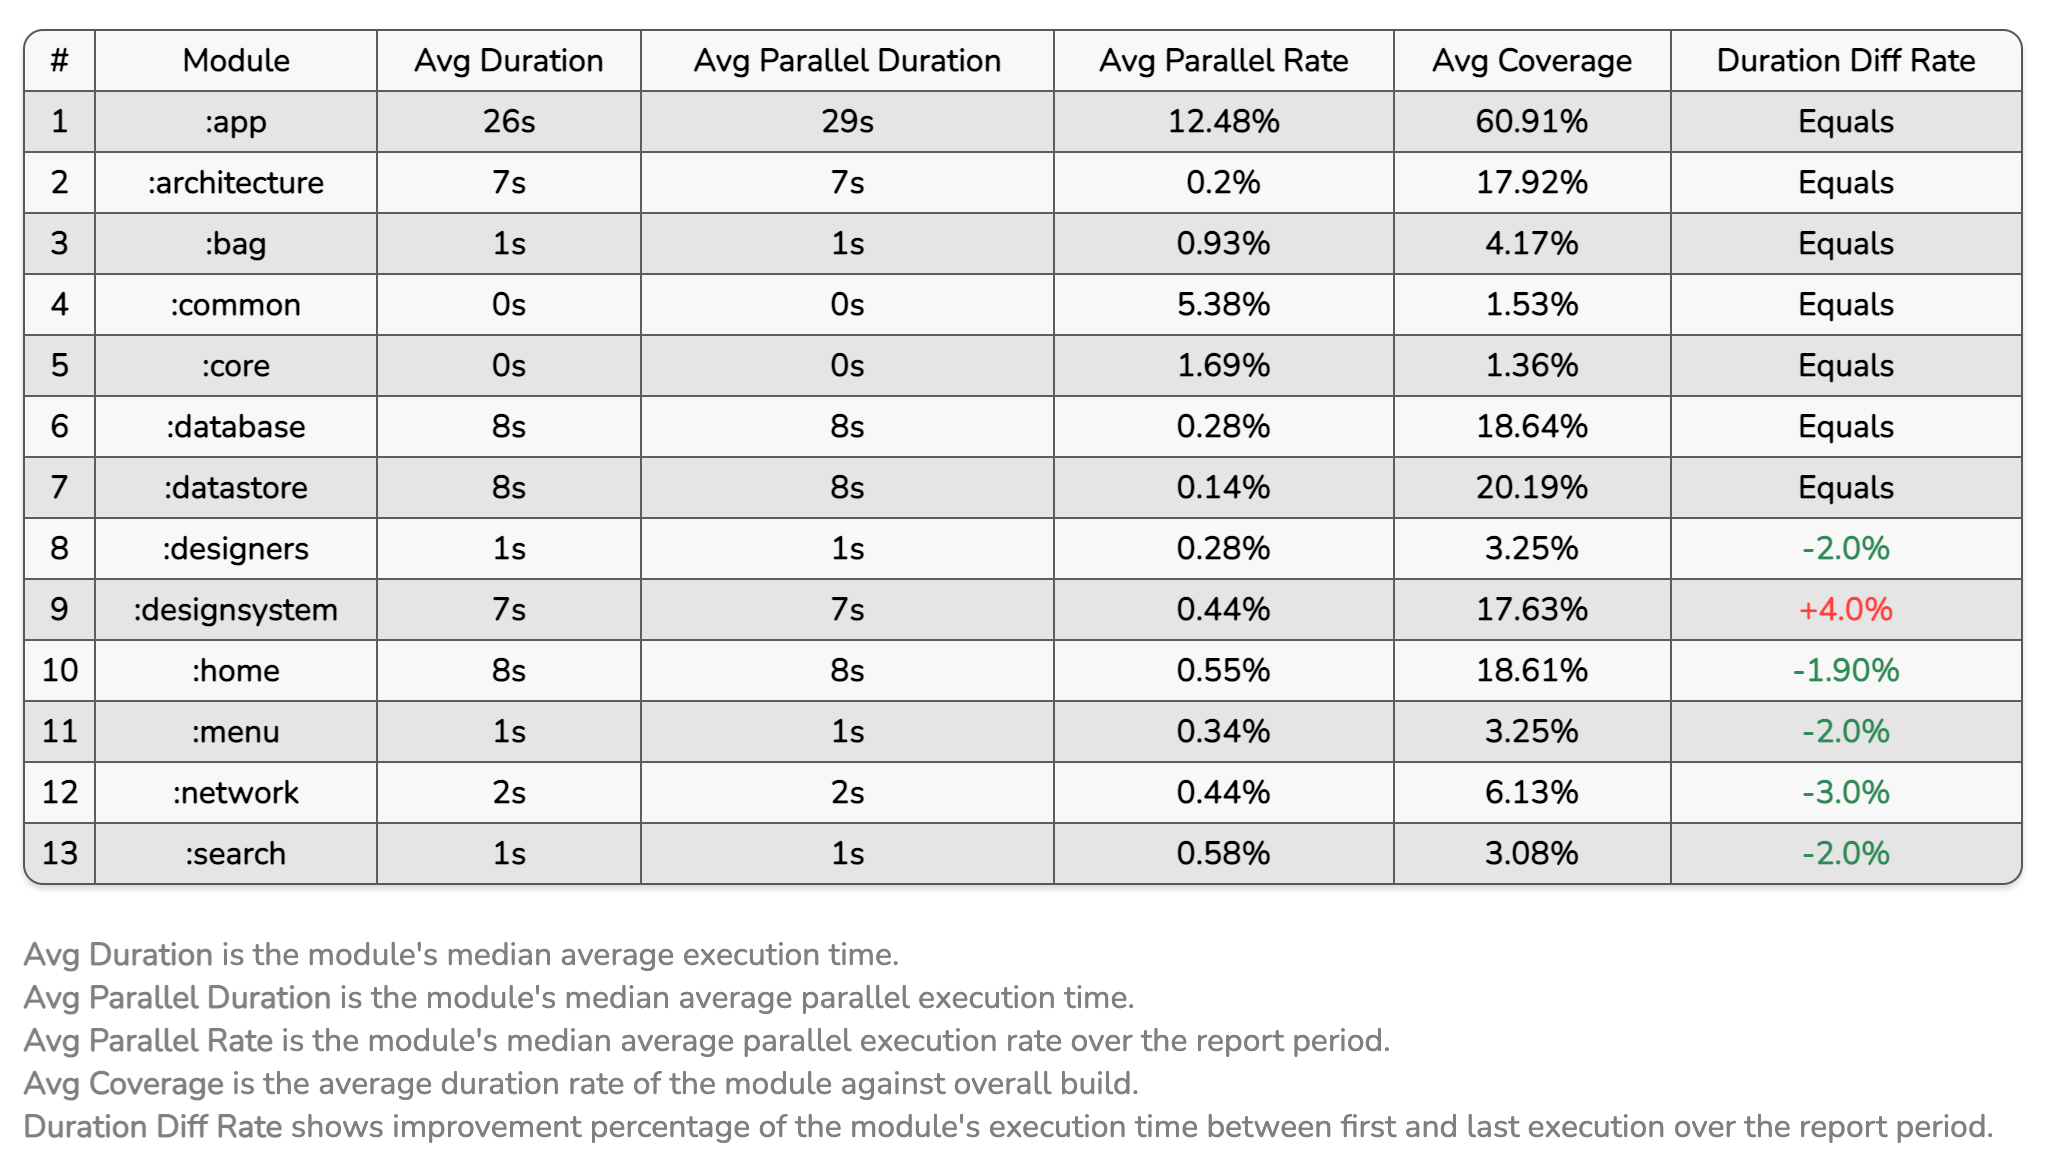 # Module Avg Duration Avg Parallel Duration Avg Parallel Rate Avg Coverage Duration Diff Rate
1 :app 26s 29s 12.48% 60.91% Equals
2 :architecture 7s 7s 0.2% 17.92% Equals
3 :bag 1s 1s 0.93% 4.17% Equals
4 :common 0s 0s 5.38% 1.53% Equals
5 :core 0s 0s 1.69% 1.36% Equals
6 :database 8s 8s 0.28% 18.64% Equals
7 :datastore 8s 8s 0.14% 20.19% Equals
8 :designers 1s 1s 0.28% 3.25% -2.0%
9 :designsystem 7s 7s 0.44% 17.63% +4.0%
10 :home 8s 8s 0.55% 18.61% -1.90%
11 :menu 1s 1s 0.34% 3.25% -2.0%
12 :network 2s 2s 0.44% 6.13% -3.0%
13 :search 1s 1s 0.58% 3.08% -2.0%
Avg Duration is the module's median average execution time.
Avg Parallel Duration is the module's median average parallel execution time.
Avg Parallel Rate is the module's median average parallel execution rate over the report period.
Avg Coverage is the average duration rate of the module against overall build.
Duration Diff Rate shows improvement percentage of the module's execution time between first and last execution over the report period.